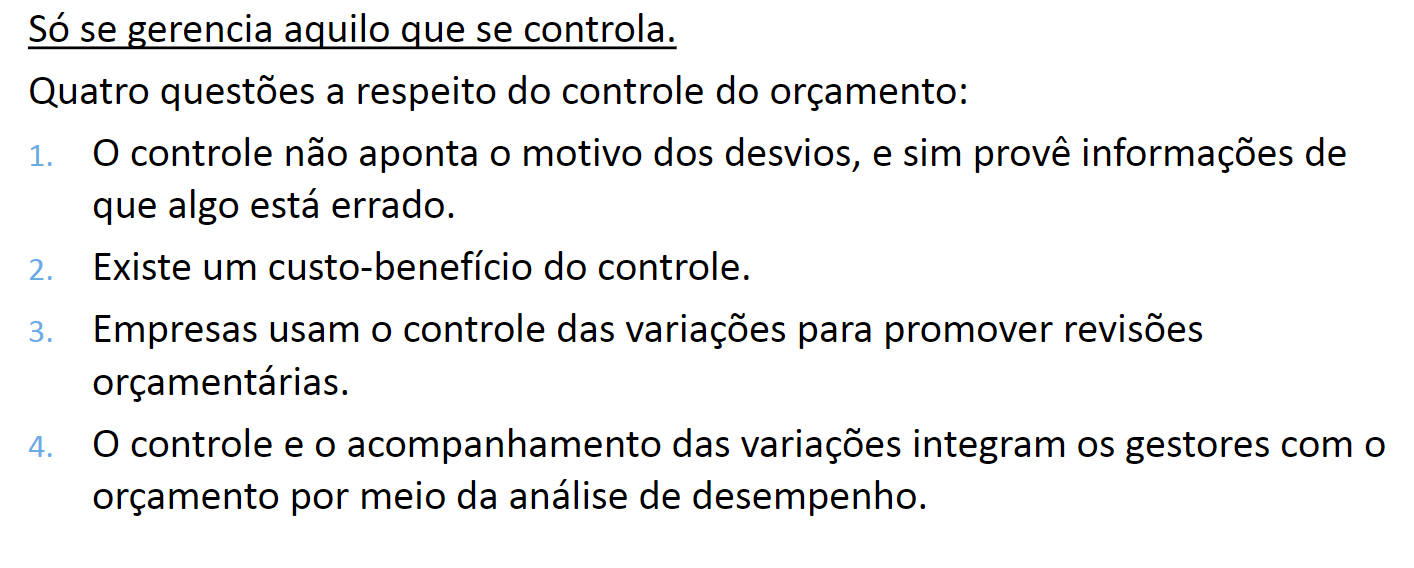 Só se gerencia aquilo que se controla.
Quatro questões a respeito do controle do orçamento:
1. O controle não aponta o motivo dos desvios, e sim provê informações de
que algo está errado.
2. Existe um custo-benefício do controle.
3. Empresas usam o controle das variações para promover revisões
orçamentárias.
4. O controle e o acompanhamento das variações integram os gestores com o
orçamento por meio da análise de desempenho.